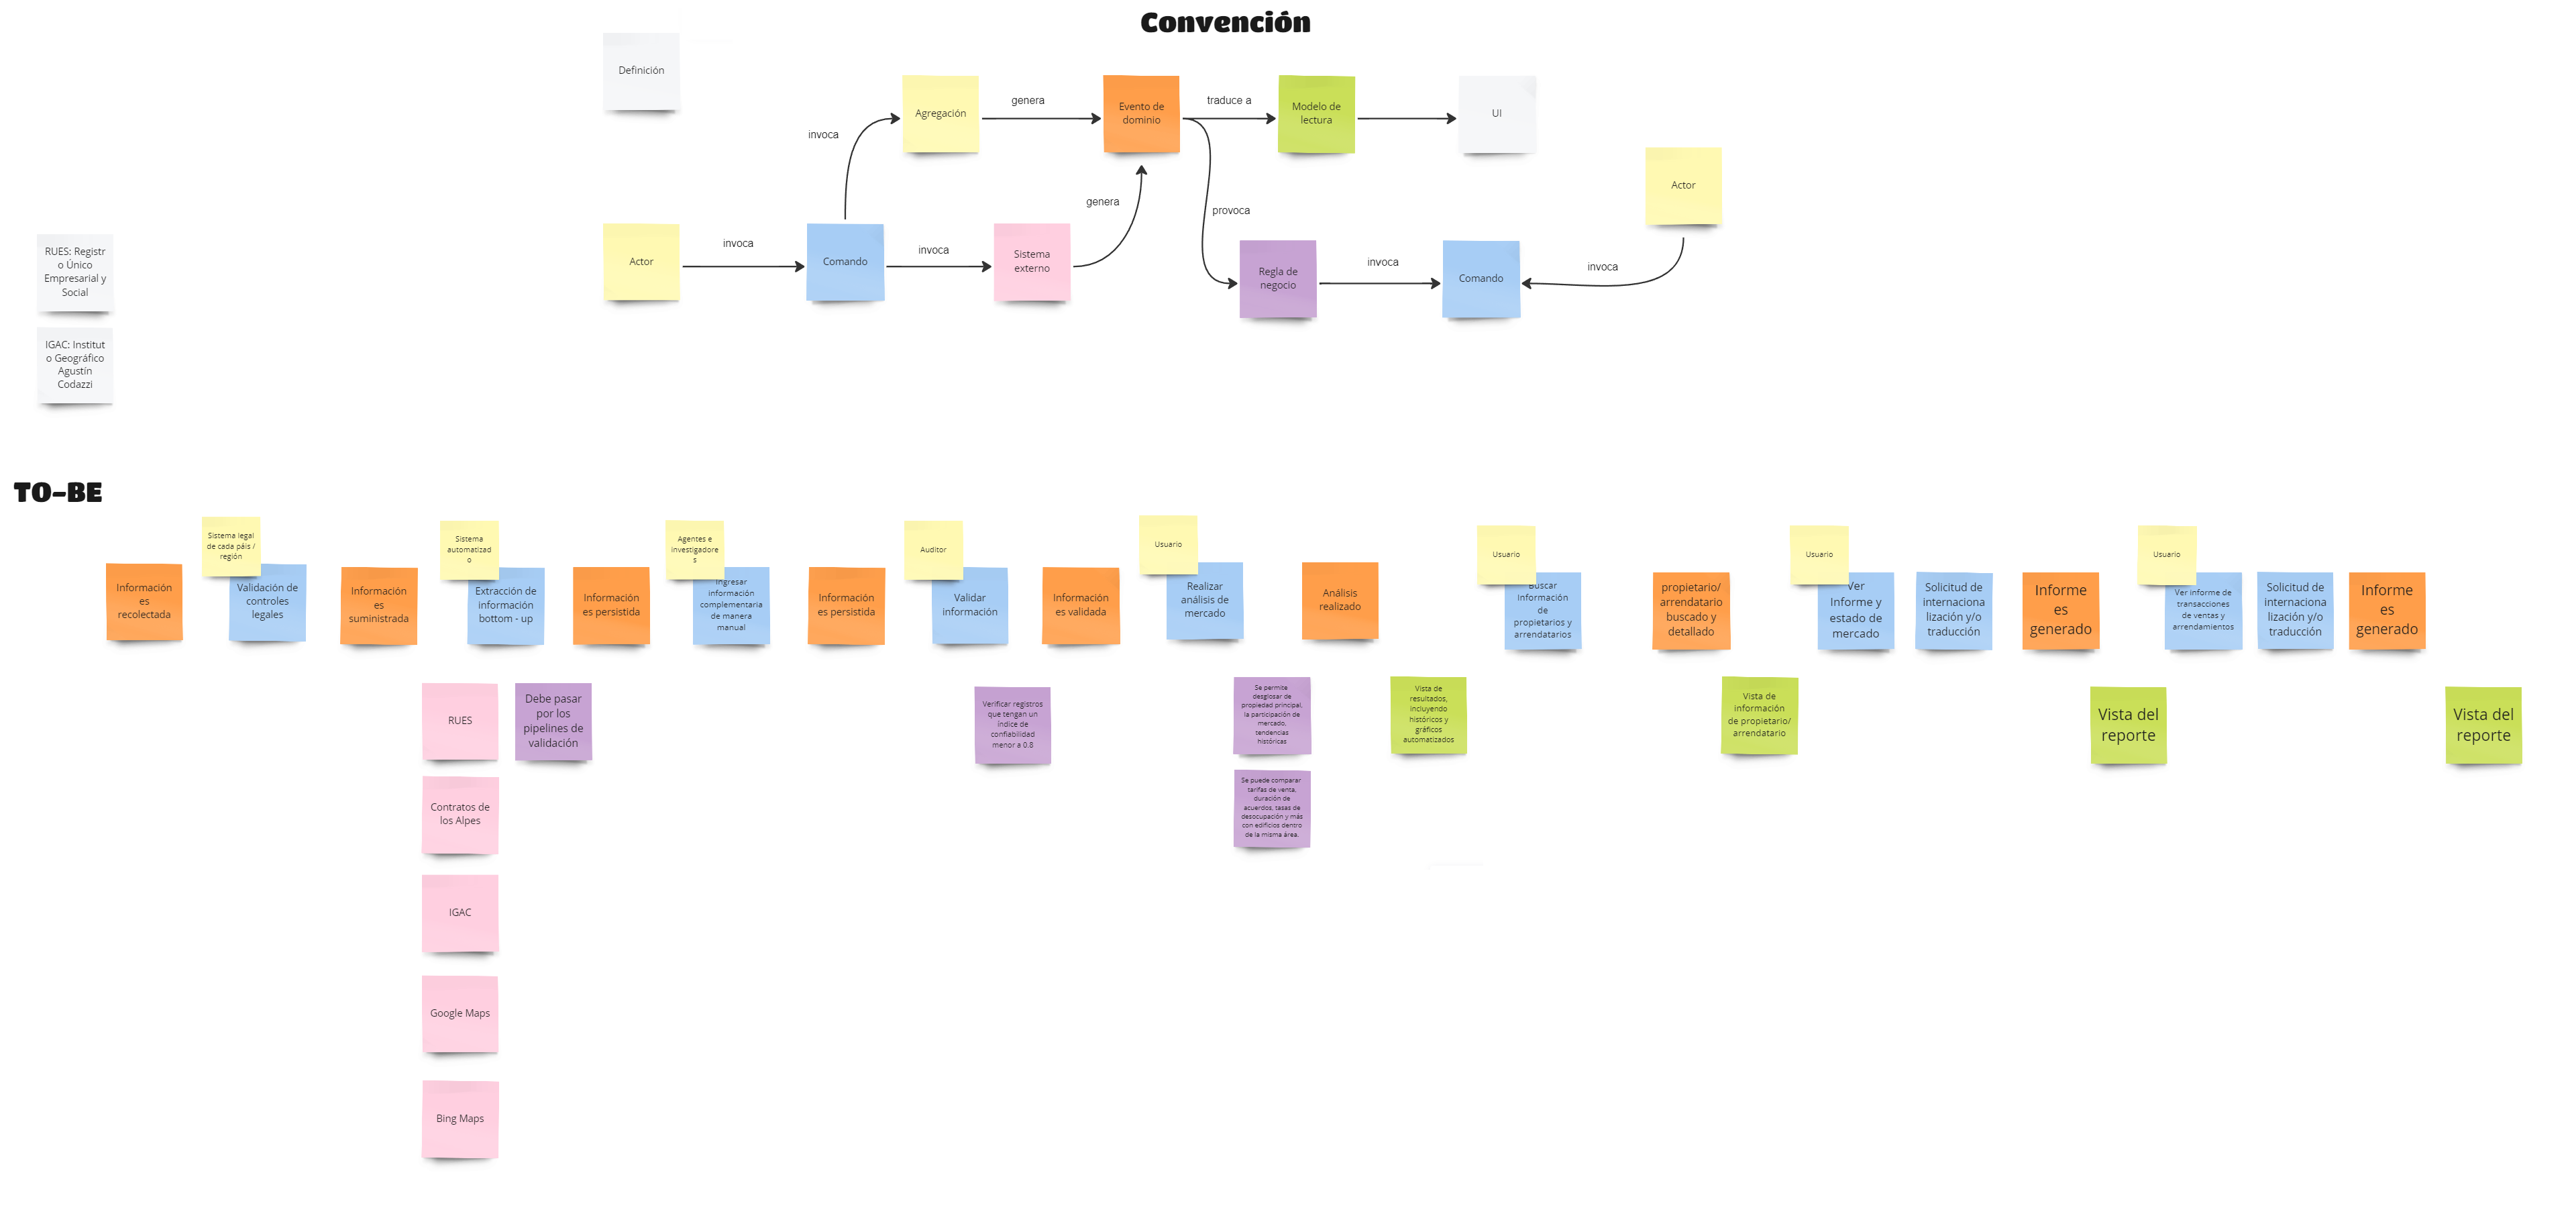 Convención
Definición
Agregación
genera
Evento de
dominio
traduce a
Modelo de
lectura
UI
invoca
Actor
genera
provoca
RUES: Registr
o Único
Empresarial y
Social
Actor
invoca
Comando
invoca
Sistema
externo
Regla de
negocio
invoca
Comando
invoca
IGAC: Institut
o Geográfico
Agustín
Codazzi
TO-BE
Sistema legal
de cada páis /
región
Sistema
automatizad
o
Agentes e
investigadore
s
Auditor
Usuario
Usuario
Usuario
Usuario
Información
es
recolectada
Validación de
controles
legales
Información
es
suministrada
Extracción de
información
bottom - up
Información
es persistida
Ingresar
información
complementaria
de manera
manual
Información
es persistida
Validar
información
Información
es validada
Realizar
análisis de
mercado
Análisis
realizado
Buscar
Información
de
propietarios y
arrendatarios
propietario/
arrendatario
buscado y
detallado
Ver
Informe y
estado de
mercado
Solicitud de
internaciona
lización y/o
traducción
Informe
es
generado
Ver informe de
transacciones
de ventas y
arrendamientos
Solicitud de
internaciona
lización y/o
traducción
Informe
es
generado
RUES
Debe pasar
por los
pipelines de
validación
Verificar registros
que tengan un
índice de
confiabilidad
menor a 0.8
Se permite
desglosar de
propiedad principal,
la participación de
mercado,
tendencias
históricas
Vista de
resultados,
incluyendo
históricos y
gráficos
automatizados
Vista de
información
de propietario/
arrendatario
Vista del
reporte
Vista del
reporte
Contratos de
los Alpes
Se puede comparar
tarifas de venta,
duración de
acuerdos, tasas de
desocupación y más
con edificios dentro
de la misma área.
IGAC
Google Maps
Bing Maps